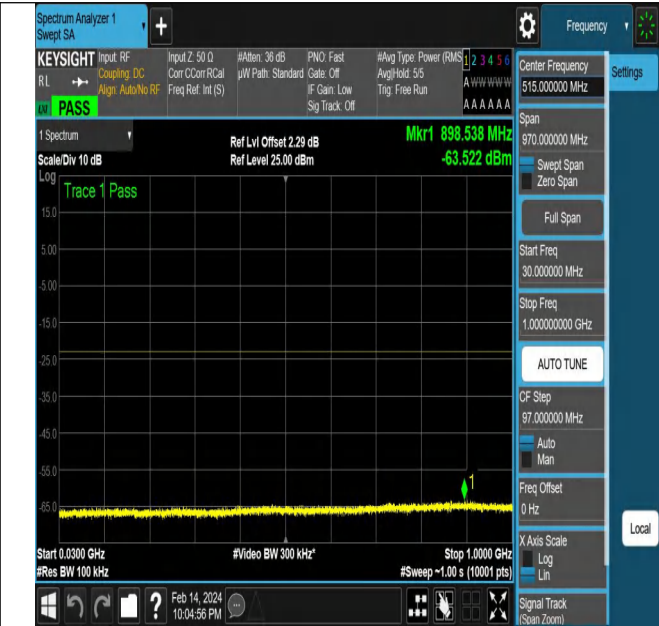 Spectrum Analyzer 1
Swept SA
+
Frequency
KEYSIGHT
RL
PASS
Input: RF
Coupling: DC
Align: Auto/No RF
Input Z: 50 Ω
Corr CCorr RCal
Freq Ref: Int (S)
#Atten: 36 dB
µW Path: Standard
PNO: Fast
Gate: Off
IF Gain: Low
Sig Track: Off
#Avg Type: Power (RMS
Avg|Hold: 5/5
Trig: Free Run
1 2 3 4 5 6
A W W W W W
A A A A A A
1 Spectrum
Scale/Div 10 dB
Ref Lvl Offset 2.29 dB
Ref Level 25.00 dBm
Mkr1 898.538 MHz
-63.522 dBm
Log
Trace 1 Pass
15.0
5.00
-5.00
-15.0
-25.0
-35.0
-45.0
-55.0
-65.0
1
Start 0.0300 GHz
#Res BW 100 kHz
#Video BW 300 kHz*
Stop 1.0000 GHz
#Sweep ~1.00 s (10001 pts)
Feb 14, 2024
10:04:56 PM
Center Frequency
515.000000 MHz
Span
970.000000 MHz
Swept Span
Zero Span
Full Span
Start Freq
30.000000 MHz
Stop Freq
1.000000000 GHz
AUTO TUNE
CF Step
97.000000 MHz
Auto
Man
Freq Offset
0 Hz
X Axis Scale
Log
Lin
Signal Track
(Span Zoom)
Settings
Local